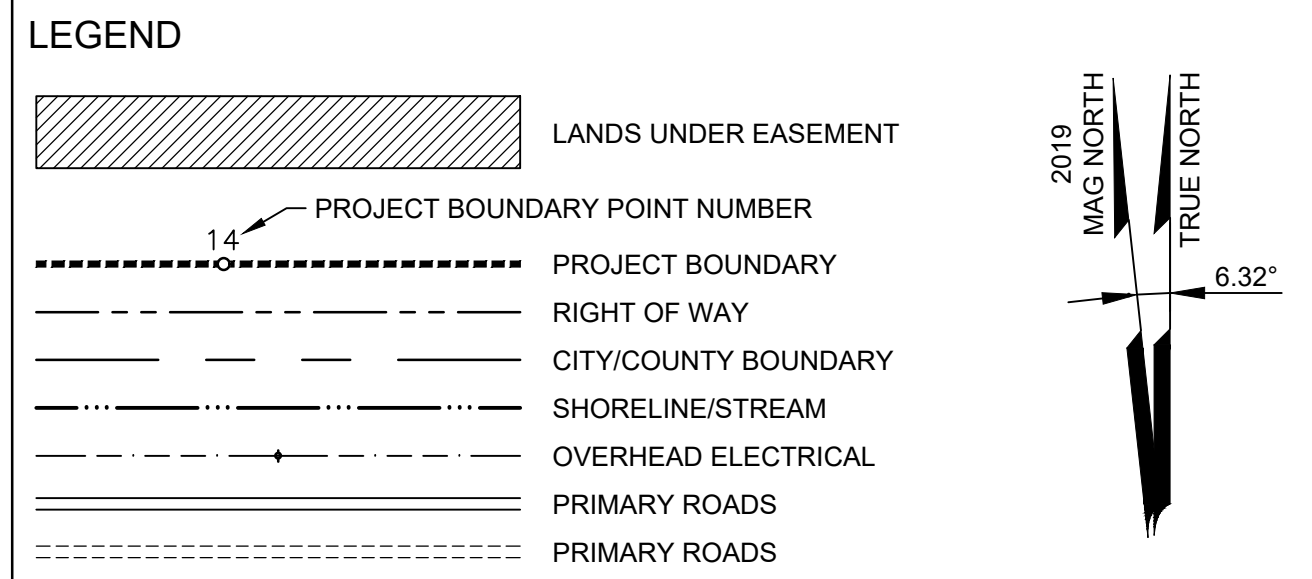 LEGEND
LANDS UNDER EASEMENT
PROJECT BOUNDARY POINT NUMBER
14
PROJECT BOUNDARY
RIGHT OF WAY
CITY/COUNTY BOUNDARY
SHORELINE/STREAM
OVERHEAD ELECTRICAL
PRIMARY ROADS
PRIMARY ROADS
2019
MAG NORTH
TRUE NORTH
6.32°